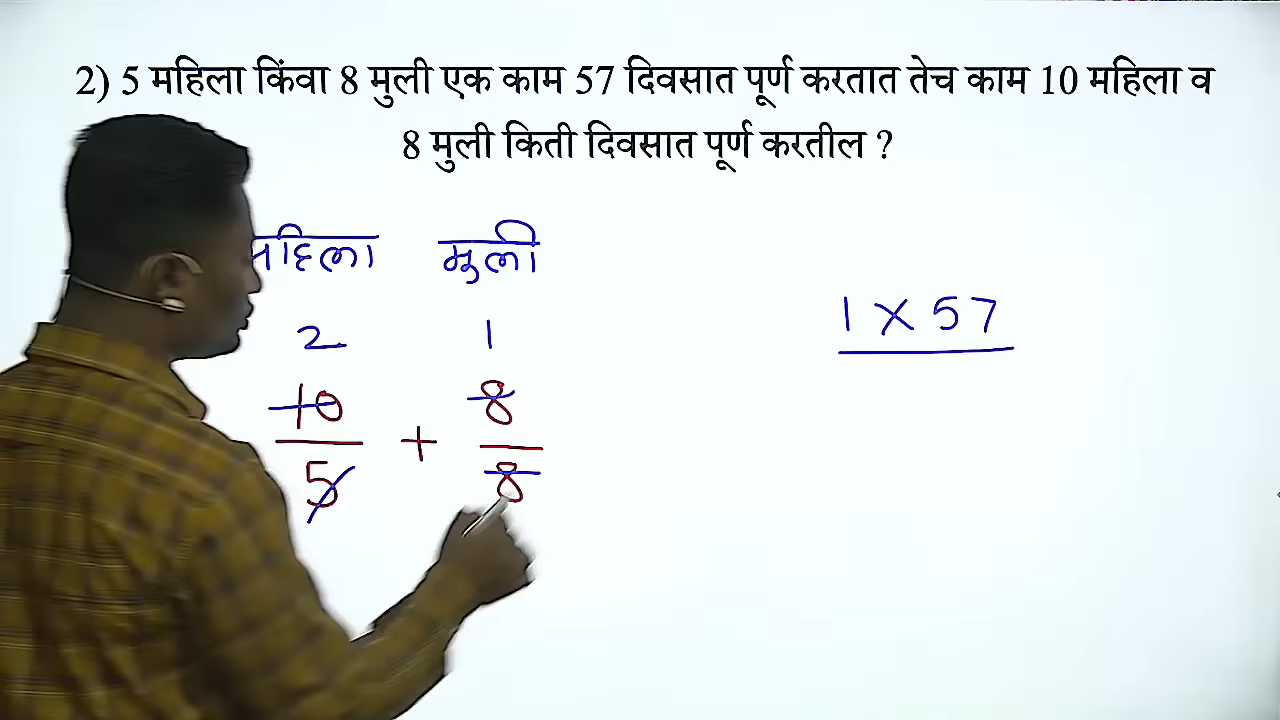 2) 5 महिला किंवा 8 मुली एक काम 57 दिवसात पूर्ण करतात तेच काम 10 महिला व
8 मुली किती दिवसात पूर्ण करतील ?
महिला मुली
2 1
10 + 8
5 8
1 × 57